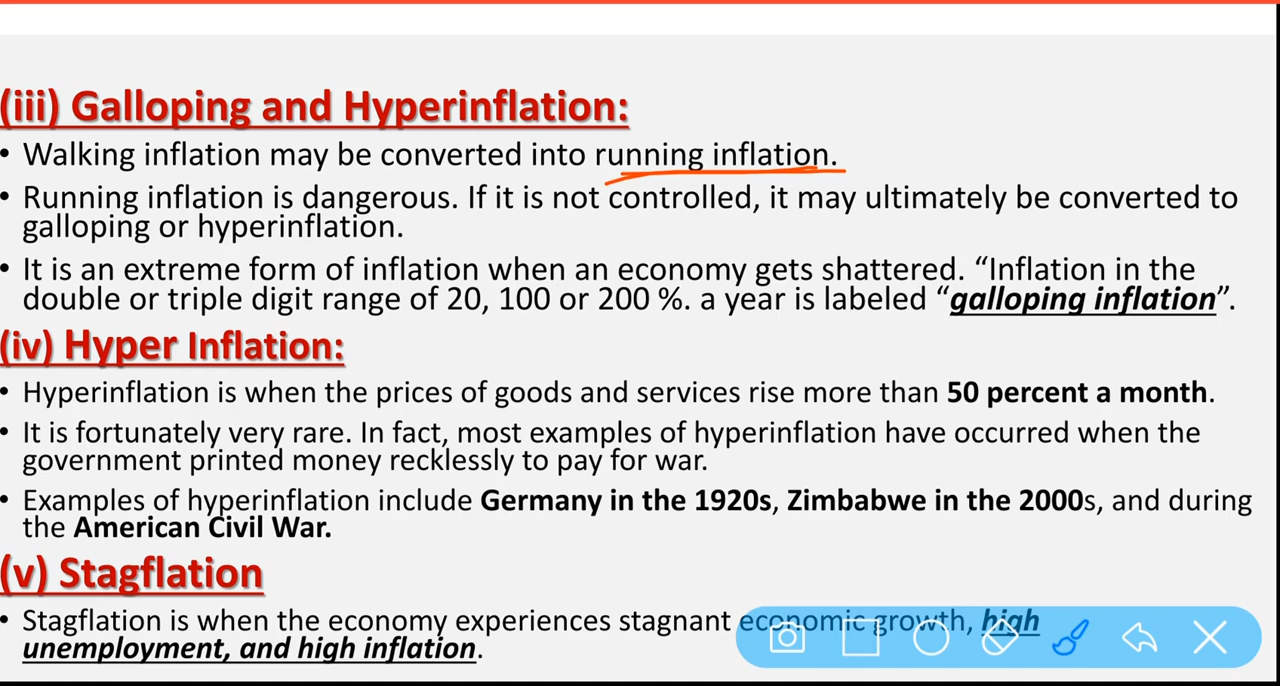 (iii) Galloping and Hyperinflation:
• Walking inflation may be converted into running inflation.
• Running inflation is dangerous. If it is not controlled, it may ultimately be converted to
galloping or hyperinflation.
• It is an extreme form of inflation when an economy gets shattered. “Inflation in the
double or triple digit range of 20, 100 or 200 %. a year is labeled “galloping inflation”.
(iv) Hyper Inflation:
• Hyperinflation is when the prices of goods and services rise more than 50 percent a month.
• It is fortunately very rare. In fact, most examples of hyperinflation have occurred when the
government printed money recklessly to pay for war.
• Examples of hyperinflation include Germany in the 1920s, Zimbabwe in the 2000s, and during
the American Civil War.
(v) Stagflation
• Stagflation is when the economy experiences stagnant economic growth, high
unemployment, and high inflation.